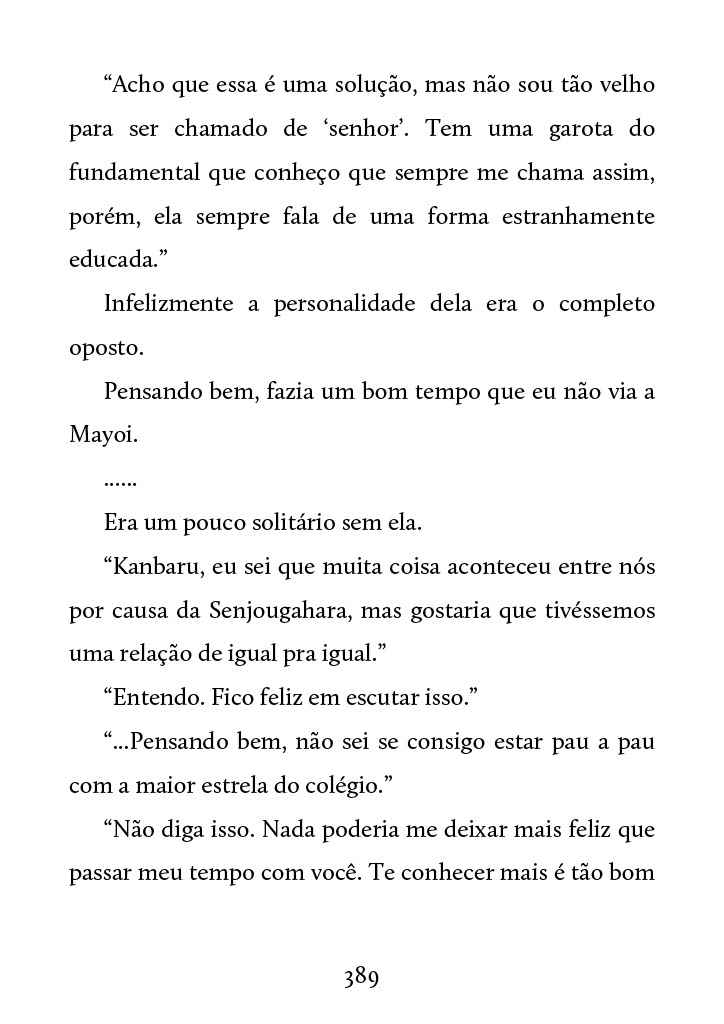 “Acho que essa é uma solução, mas não sou tão velho
para ser chamado de ‘senhor’. Tem uma garota do
fundamental que conheço que sempre me chama assim,
porém, ela sempre fala de uma forma estranhamente
educada.”
Infelizmente a personalidade dela era o completo
oposto.
Pensando bem, fazia um bom tempo que eu não via a
Mayoi.
......
Era um pouco solitário sem ela.
“Kanbaru, eu sei que muita coisa aconteceu entre nós
por causa da Senjougahara, mas gostaria que tivéssemos
uma relação de igual pra igual.”
“Entendo. Fico feliz em escutar isso.”
“...Pensando bem, não sei se consigo estar pau a pau
com a maior estrela do colégio.”
“Não diga isso. Nada poderia me deixar mais feliz que
passar meu tempo com você. Te conhecer mais é tão bom
389